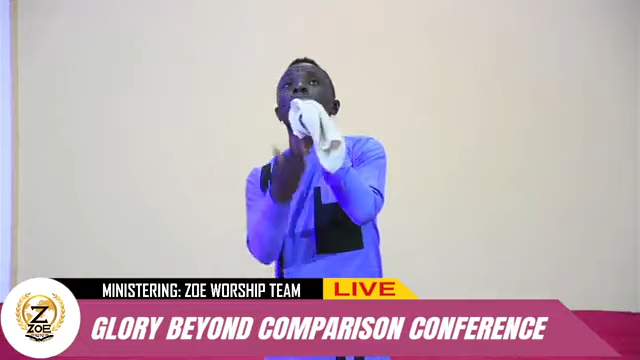 MINISTERING: ZOE WORSHIP TEAM
LIVE
Z
ZOE
GLORY BEYOND COMPARISON CONFERENCE